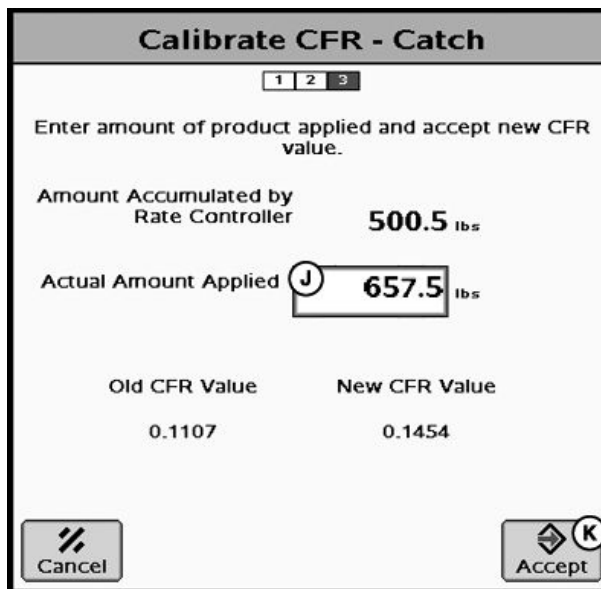 Calibrate CFR - Catch
1 2 3
Enter amount of product applied and accept new CFR
value.
Amount Accumulated by
Rate Controller
500.5 lbs
Actual Amount Applied J 657.5 lbs
Old CFR Value New CFR Value
0.1107 0.1454
K
Cancel Accept